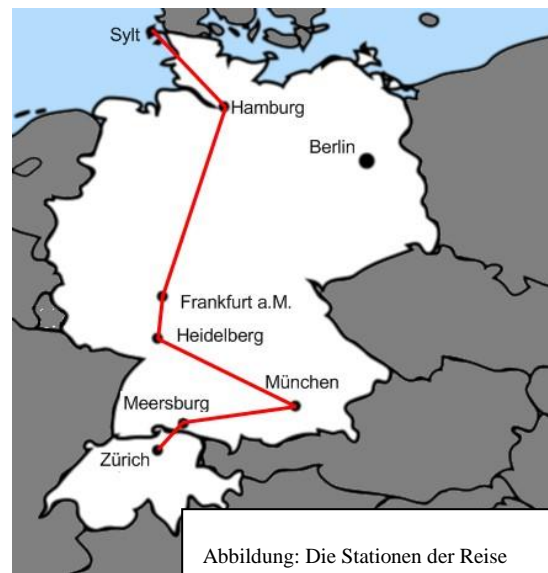 Sylt
Hamburg
Berlin
Frankfurt a.M.
Heidelberg
München
Meersburg
Zürich
Abbildung: Die Stationen der Reise